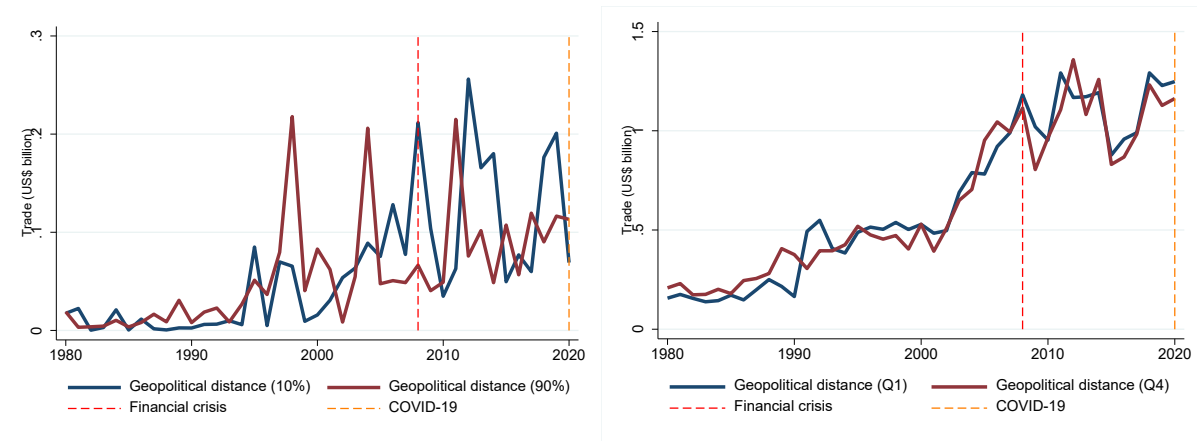 Trade (US$ billion)
.3
.2
.1
0
1980 1990 2000 2010 2020
Geopolitical distance (10%) Geopolitical distance (90%)
Financial crisis COVID-19
Trade (US$ billion)
1.5
1
.5
0
1980 1990 2000 2010 2020
Geopolitical distance (Q1) Geopolitical distance (Q4)
Financial crisis COVID-19